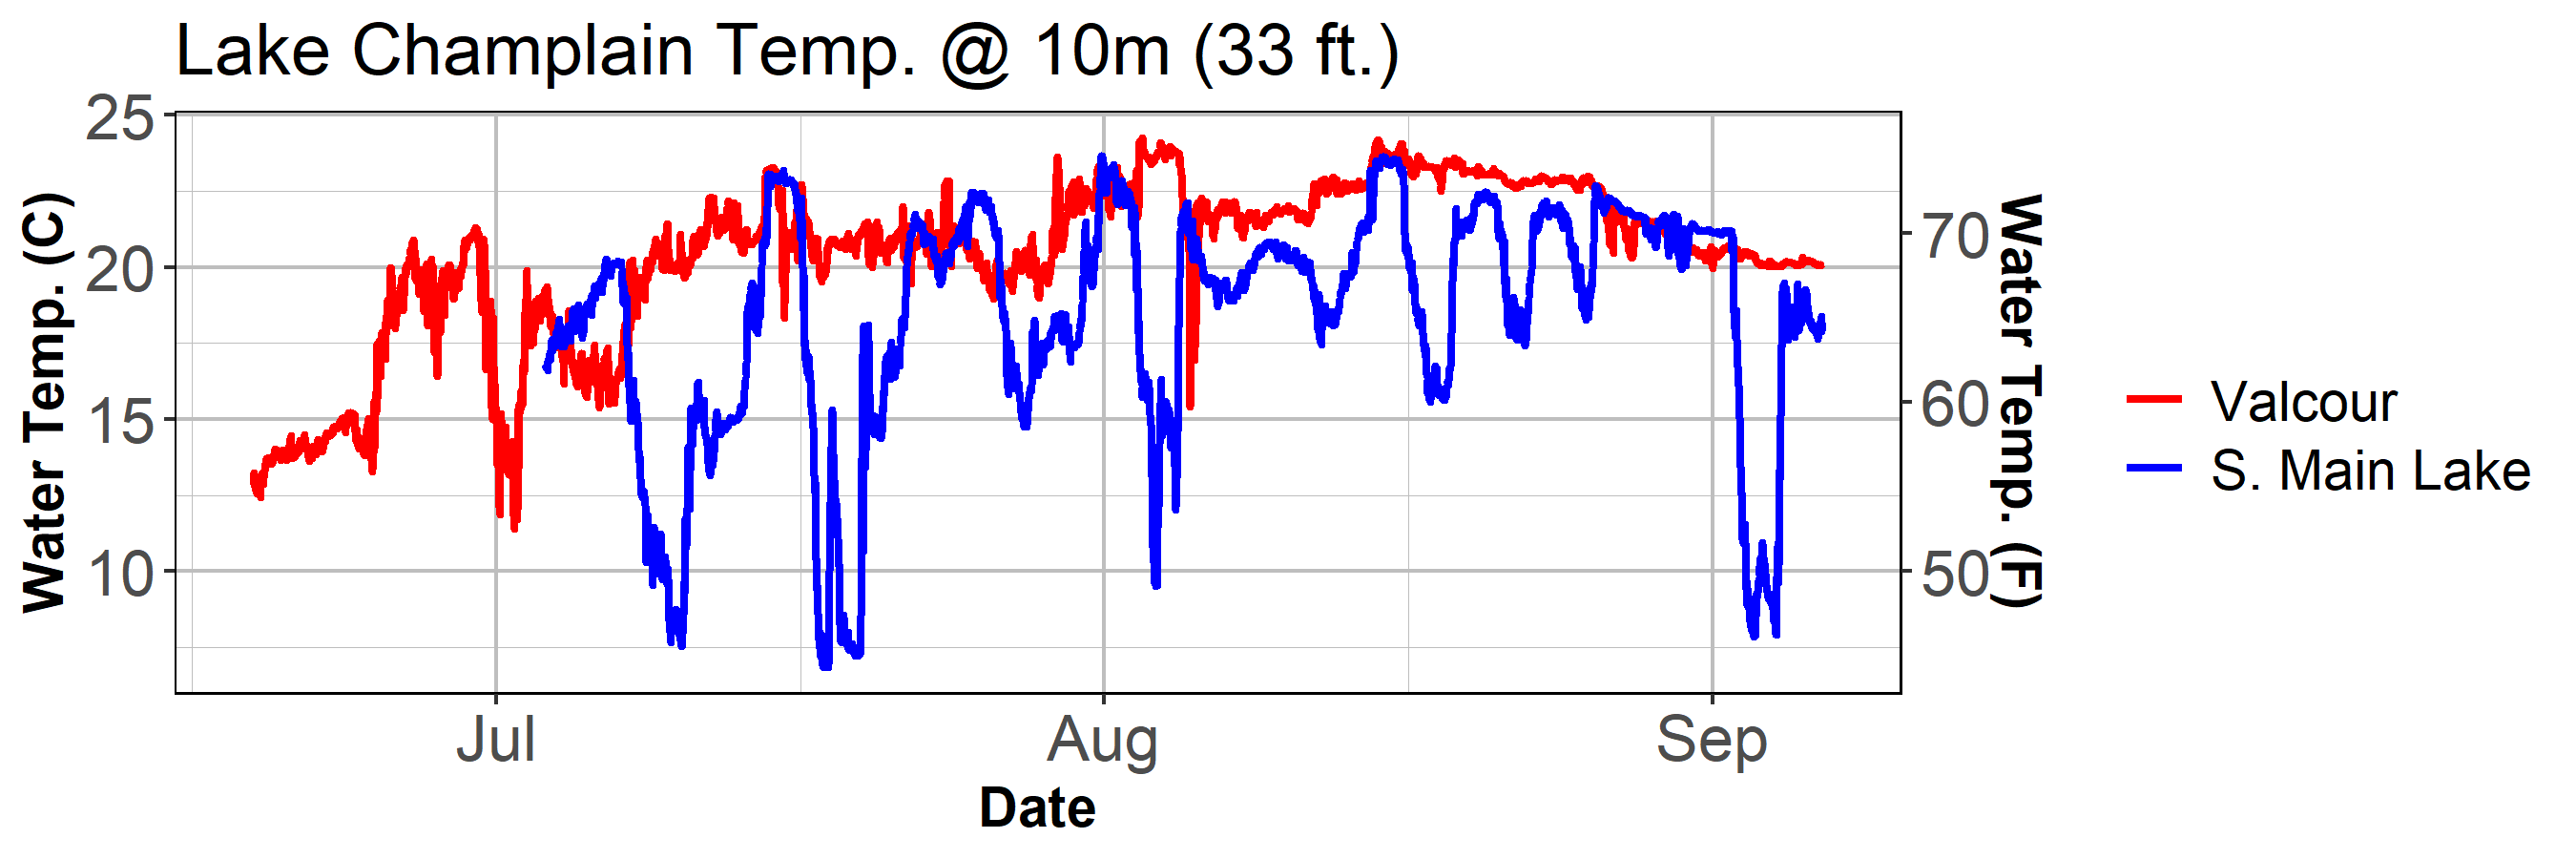 Lake Champlain Temp. @ 10m (33 ft.)
Water Temp. (C)
25
20
15
10
Water Temp. (F)
70
60
50
Jul
Aug
Sep
Date
Valcour
S. Main Lake